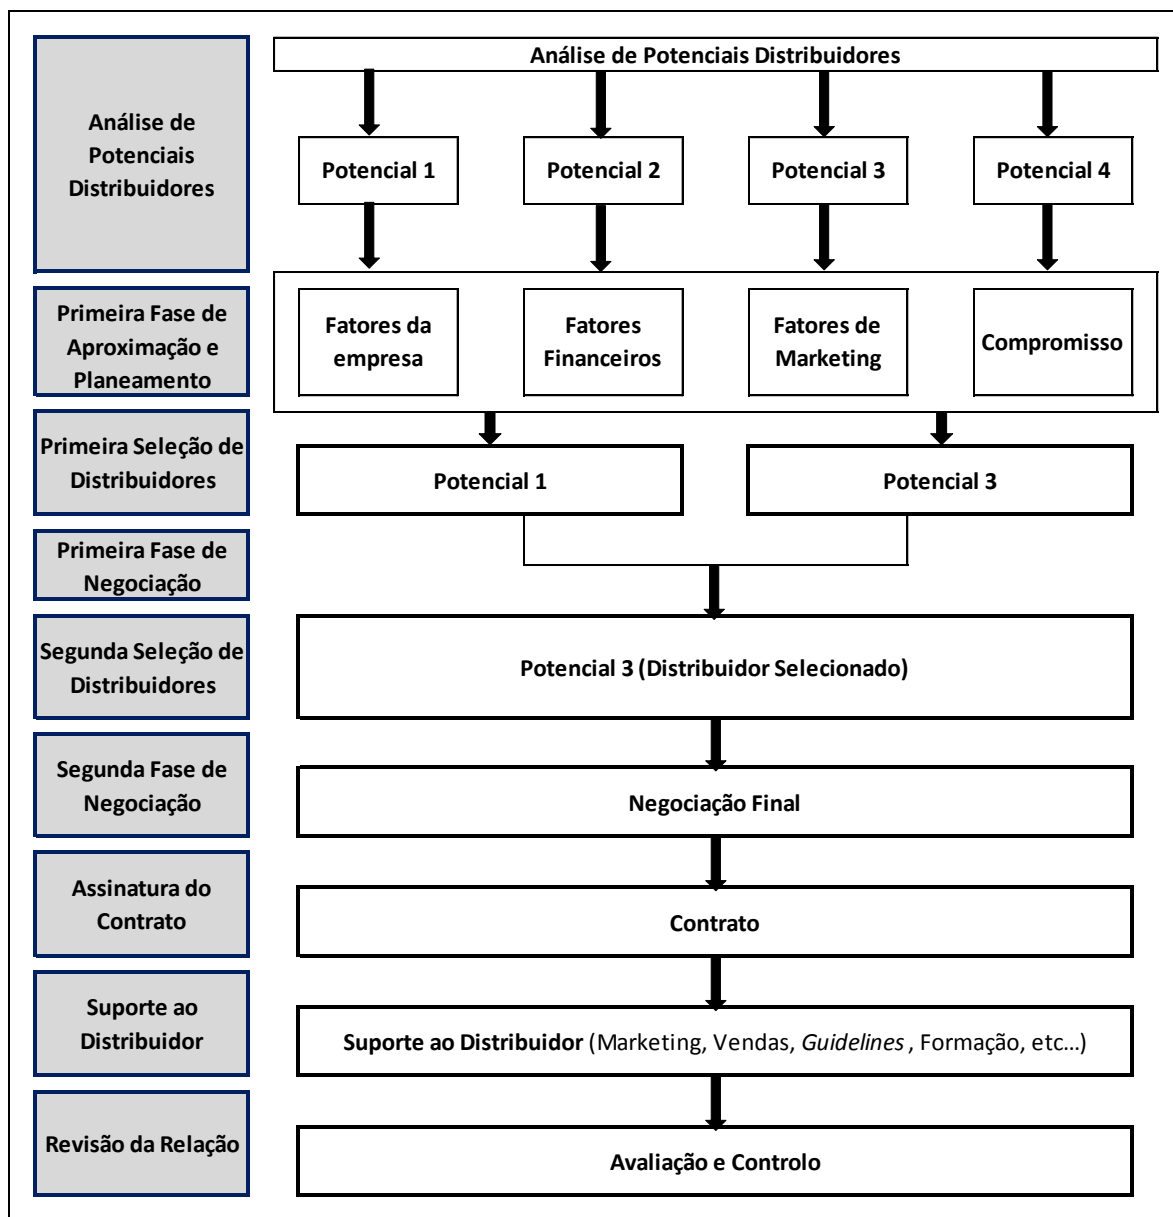 Análise de
Potenciais
Distribuidores
Análise de Potenciais Distribuidores
Potencial 1
Potencial 2
Potencial 3
Potencial 4
Primeira Fase de
Aproximação e
Planeamento
Fatores da
empresa
Fatores
Financeiros
Fatores de
Marketing
Compromisso
Primeira Seleção de
Distribuidores
Potencial 1
Potencial 3
Primeira Fase de
Negociação
Segunda Seleção de
Distribuidores
Potencial 3 (Distribuidor Selecionado)
Segunda Fase de
Negociação
Negociação Final
Assinatura do
Contrato
Contrato
Suporte ao
Distribuidor
Suporte ao Distribuidor (Marketing, Vendas, Guidelines , Formação, etc…)
Revisão da Relação
Avaliação e Controlo